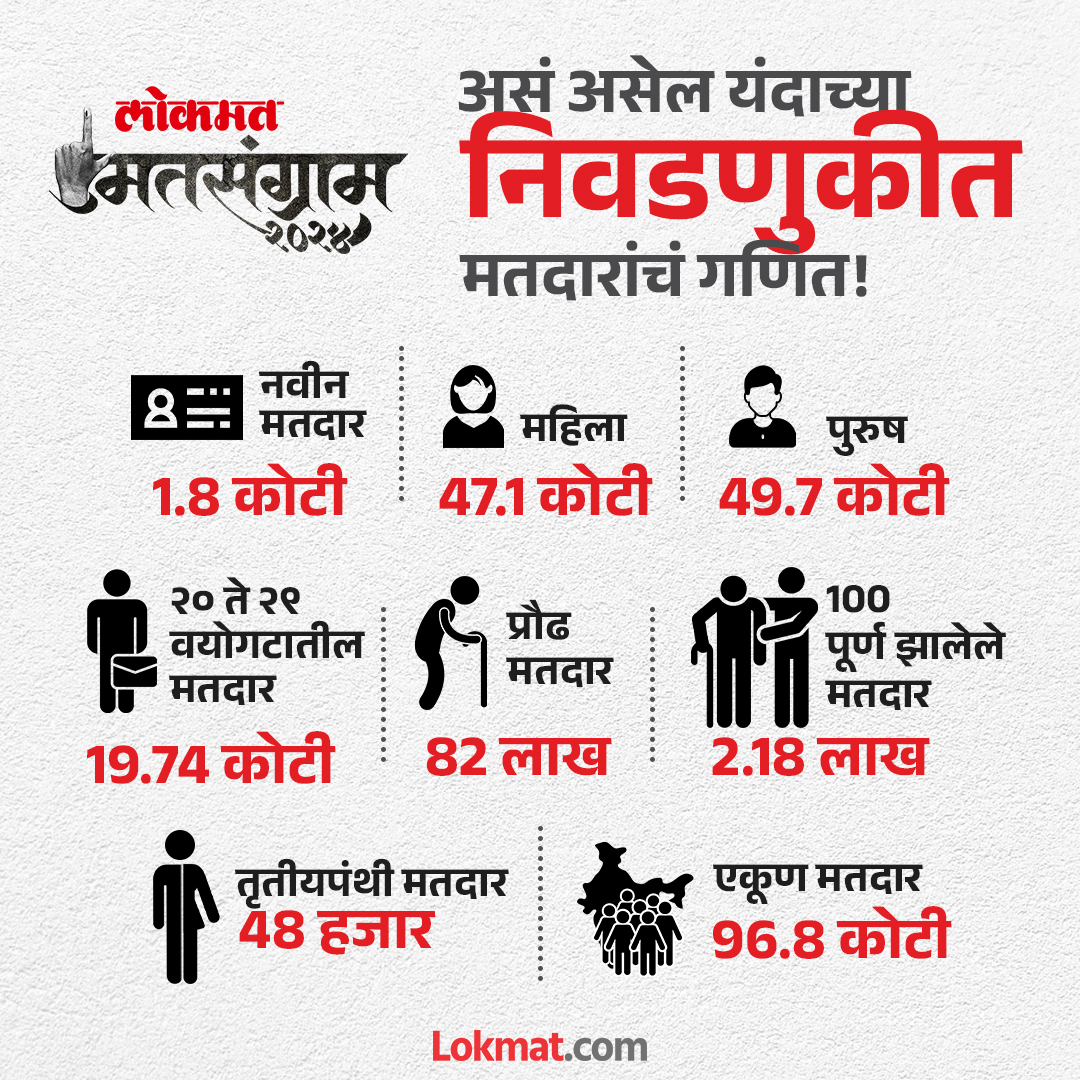 लोकमत
मतसंग्राम
२०२४
असं असेल यंदाच्या
निवडणुकीत
मतदारांचं गणित!
नवीन
मतदार
1.8 कोटी
महिला
47.1 कोटी
पुरुष
49.7 कोटी
२० ते २९
वयोगटातील
मतदार
19.74 कोटी
प्रौढ
मतदार
82 लाख
100
पूर्ण झालेले
मतदार
2.18 लाख
तृतीयपंथी मतदार
48 हजार
एकूण मतदार
96.8 कोटी
Lokmat.com